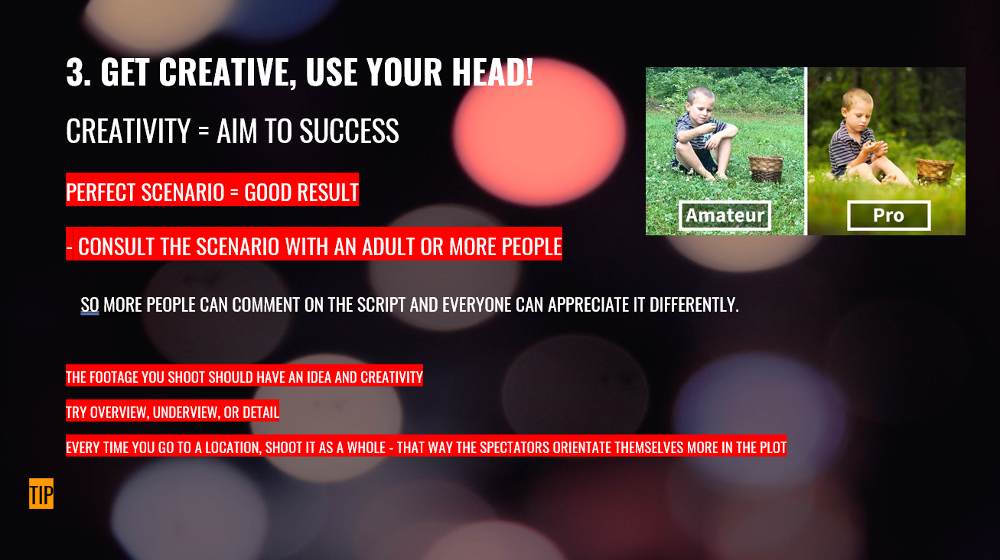 3. GET CREATIVE, USE YOUR HEAD!
CREATIVITY = AIM TO SUCCESS
PERFECT SCENARIO = GOOD RESULT
- CONSULT THE SCENARIO WITH AN ADULT OR MORE PEOPLE
SO MORE PEOPLE CAN COMMENT ON THE SCRIPT AND EVERYONE CAN APPRECIATE IT DIFFERENTLY.
THE FOOTAGE YOU SHOOT SHOULD HAVE AN IDEA AND CREATIVITY
TRY OVERVIEW, UNDERVIEW, OR DETAIL
EVERY TIME YOU GO TO A LOCATION, SHOOT IT AS A WHOLE - THAT WAY THE SPECTATORS ORIENTATE THEMSELVES MORE IN THE PLOT
TIP
Amateur
Pro